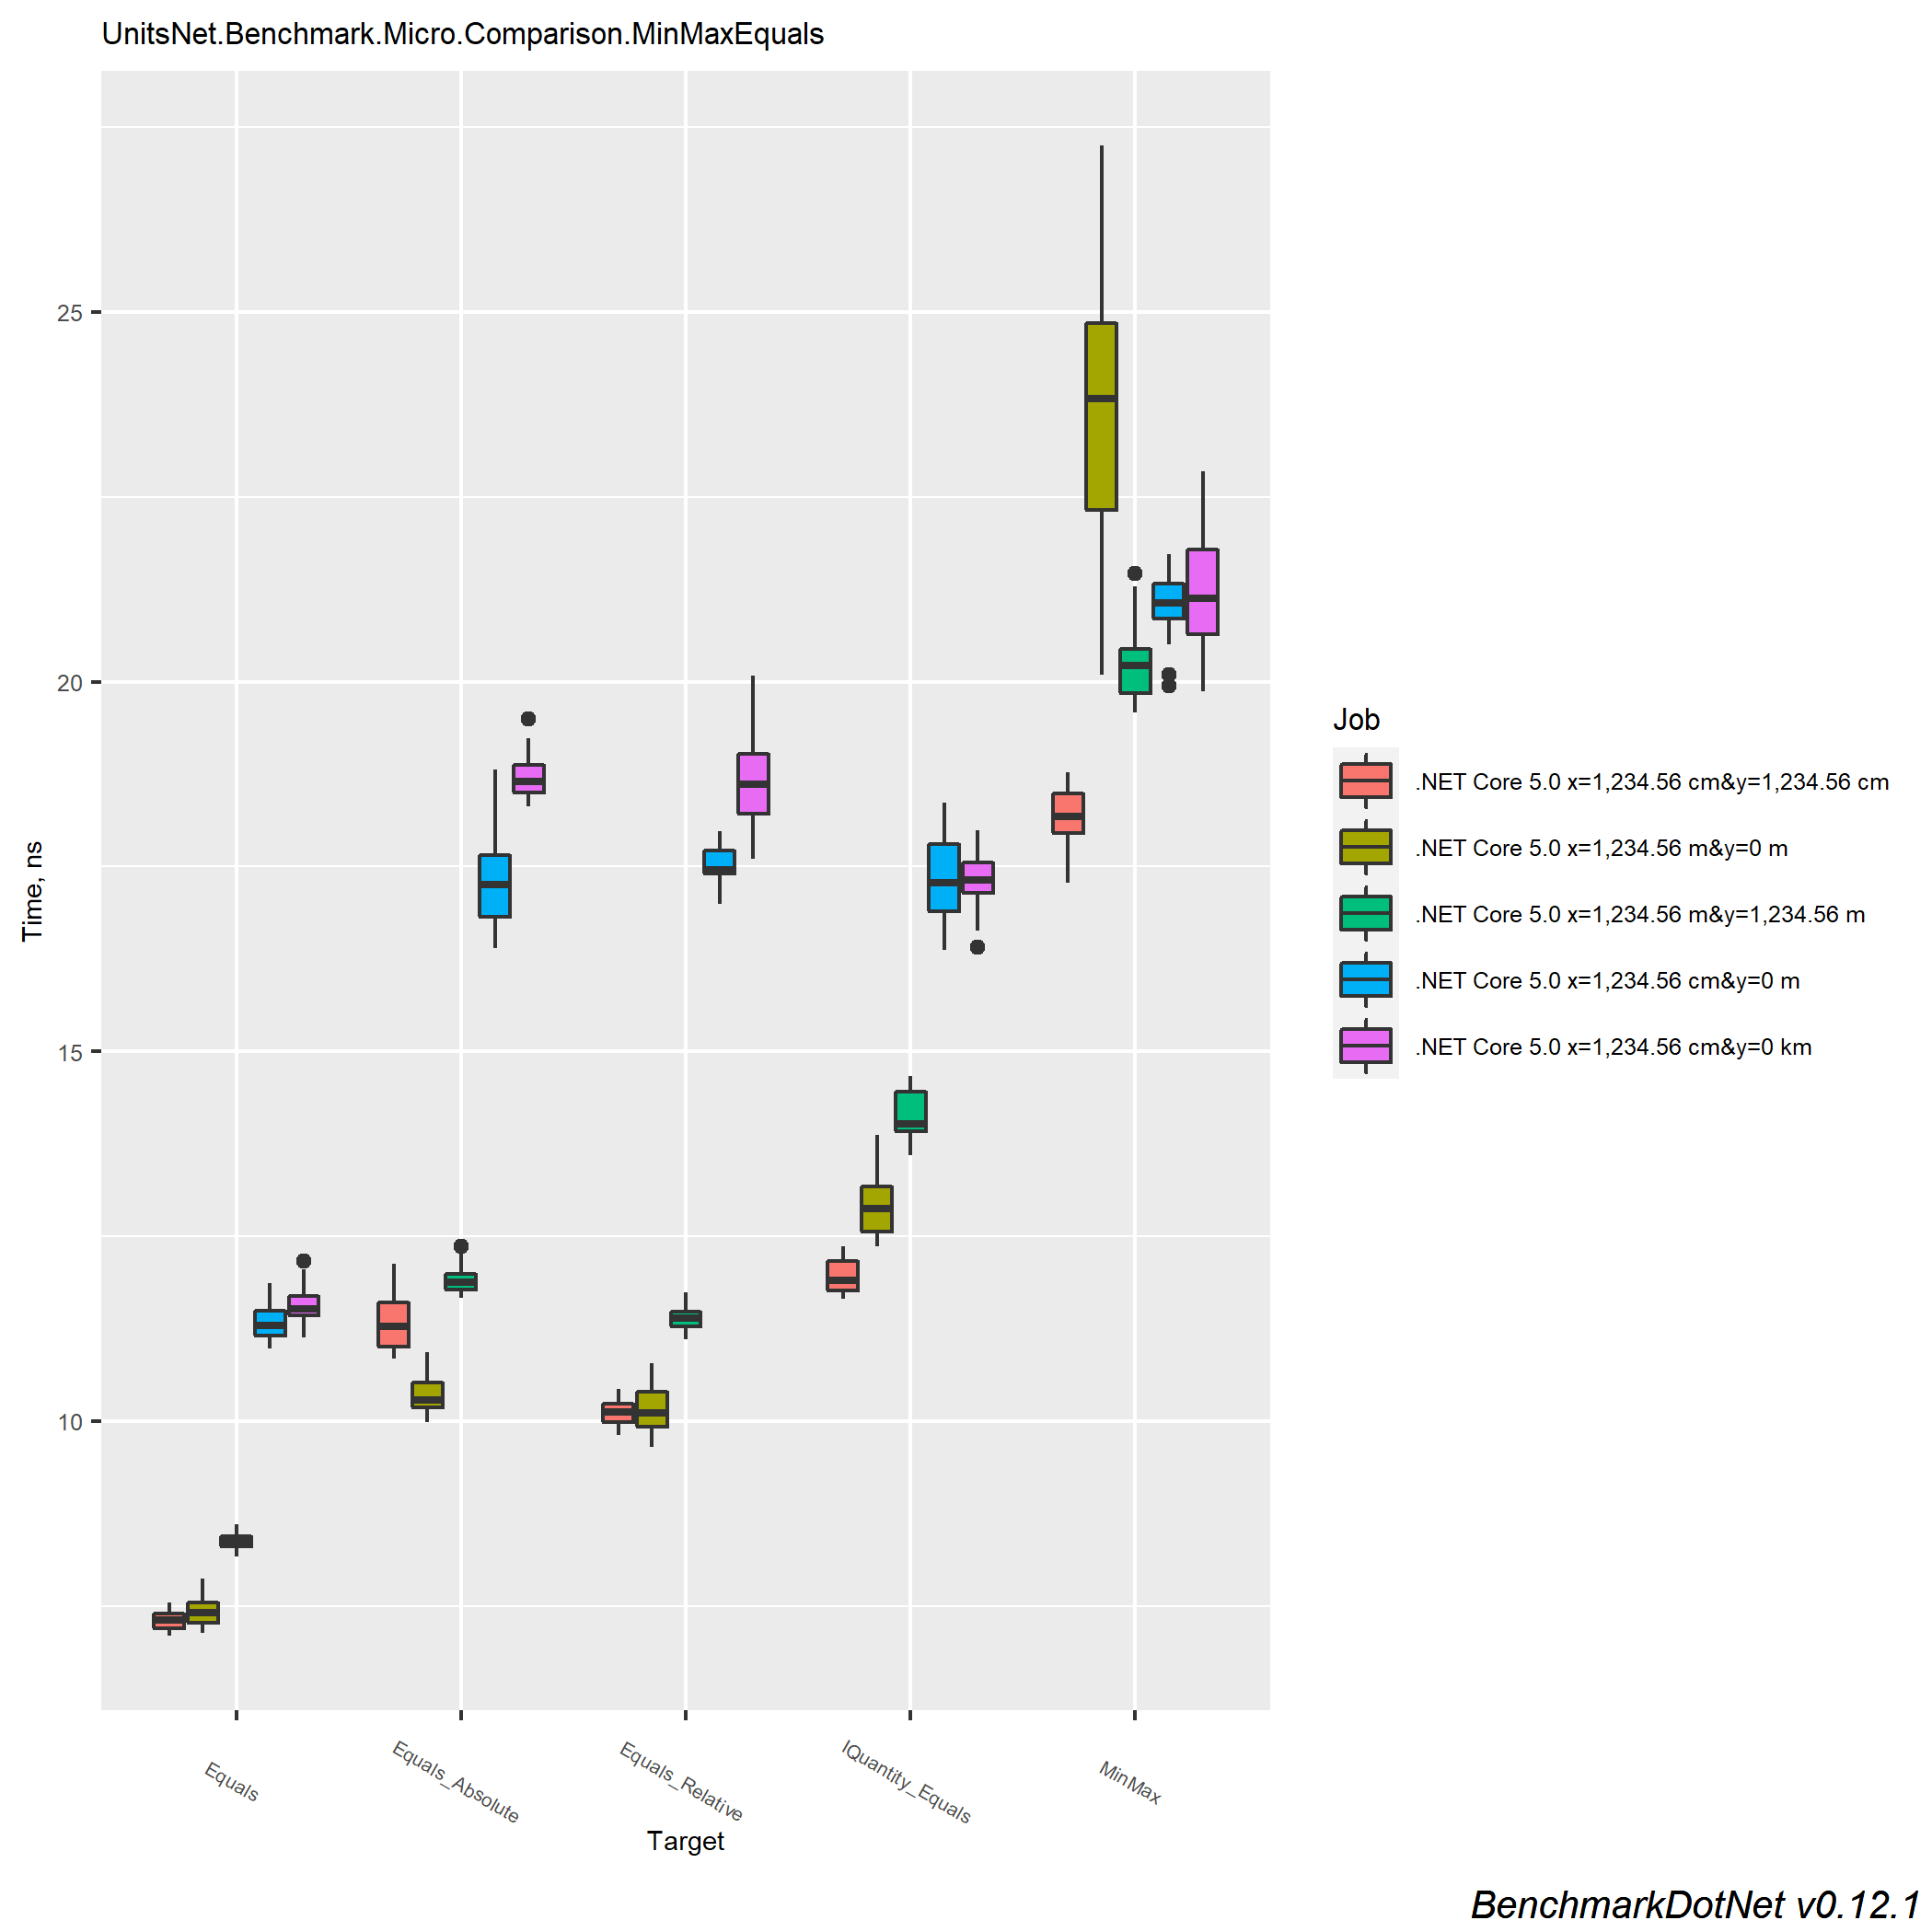 UnitsNet.Benchmark.Micro.Comparison.MinMaxEquals
25
20
15
10
Time, ns
Equals
Equals_Absolute
Equals_Relative
IQuantity_Equals
MinMax
Target
Job
.NET Core 5.0 x=1,234.56 cm&y=1,234.56 cm
.NET Core 5.0 x=1,234.56 m&y=0 m
.NET Core 5.0 x=1,234.56 m&y=1,234.56 m
.NET Core 5.0 x=1,234.56 cm&y=0 m
.NET Core 5.0 x=1,234.56 cm&y=0 km
BenchmarkDotNet v0.12.1